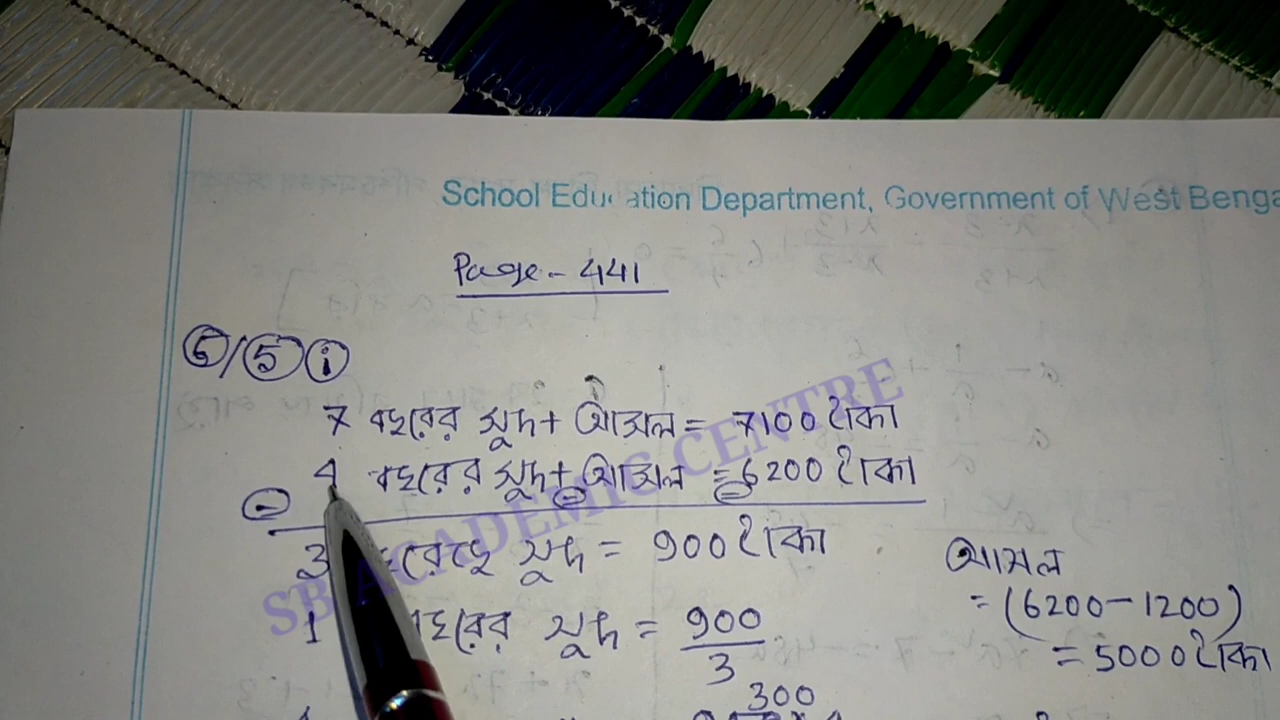 School Education Department, Government of West Benga
Page - 441
6/5 i
7 বছরের সুদ + আসল = 7100 টাকা
4 বছরের সুদ + আসল = 6200 টাকা
3 বছরের সুদ = 900 টাকা
1 বছরের সুদ = 900/3
300
আসল
= (6200-1200)
= 5000 টাকা
SB ACADEMIC CENTRE